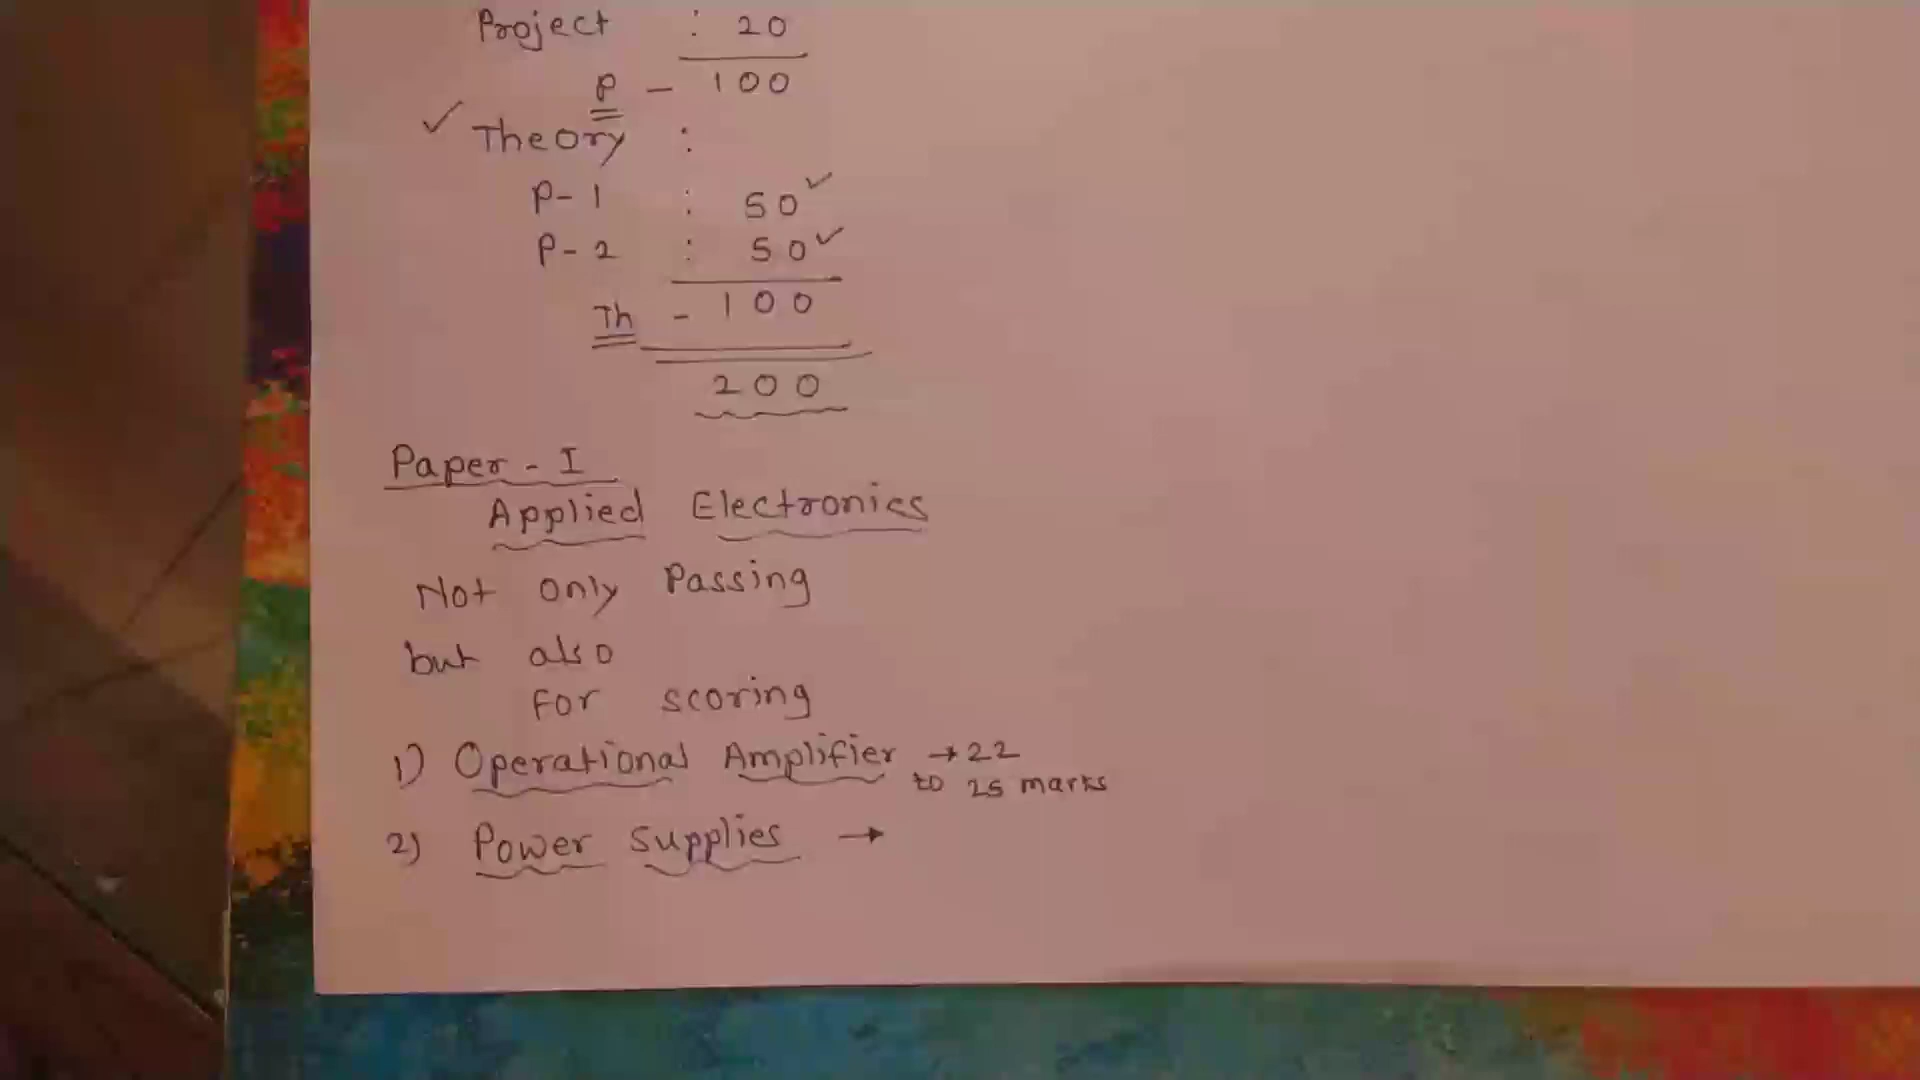 Project : 20
P - 100
✓ Theory :
P-1 : 50 ✓
P-2 : 50 ✓
Th - 100
200
Paper - I
Applied Electronics
Not only Passing
but also
For scoring
1) Operational Amplifier → 22
to 25 marks
2) Power Supplies →